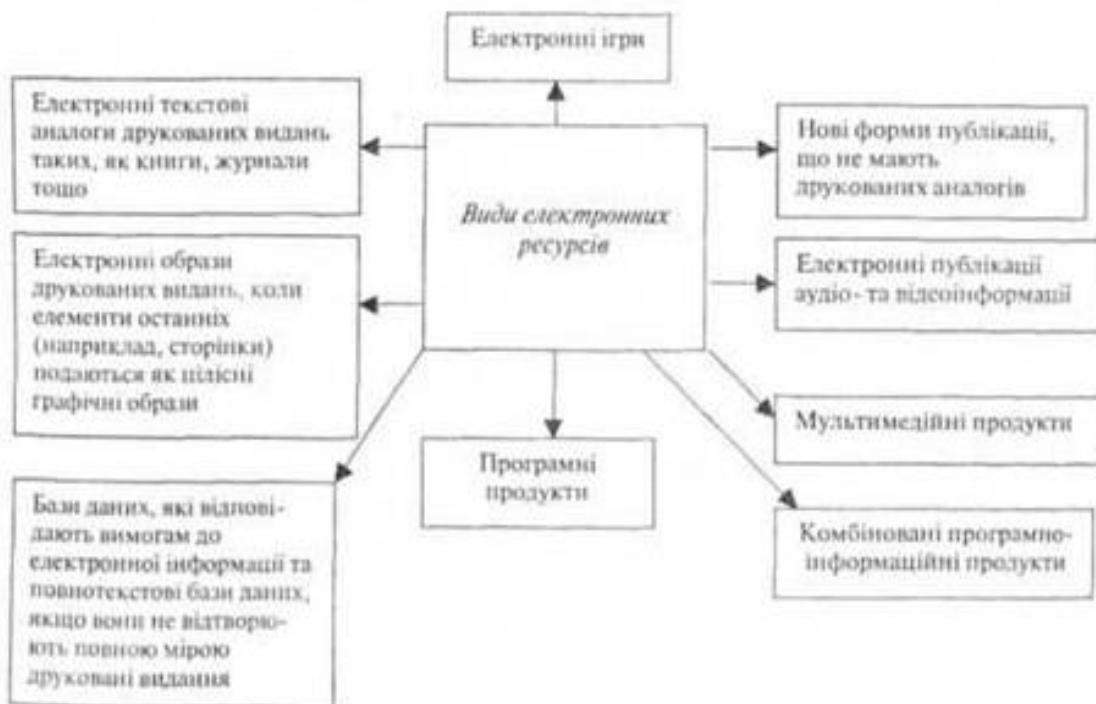 Електронні ігри
Електронні текстові
аналоги друкованих видань
таких, як книги, журнали
тощо
Нові форми публікації,
що не мають
друкованих аналогів
Види електронних
ресурсів
Електронні образи
друкованих видань, коли
елементи останніх
(наприклад, сторінки)
подаються як цілісні
графічні образи
Електронні публікації
аудіо- та відеоінформації
Мультимедійні продукти
Програмні
продукти
Бази даних, які відпові-
дають вимогам до
електронної інформації та
повнотекстові бази даних,
якщо вони не відтворю-
ють повною мірою
друковані видання
Комбіновані програмно-
інформаційні продукти